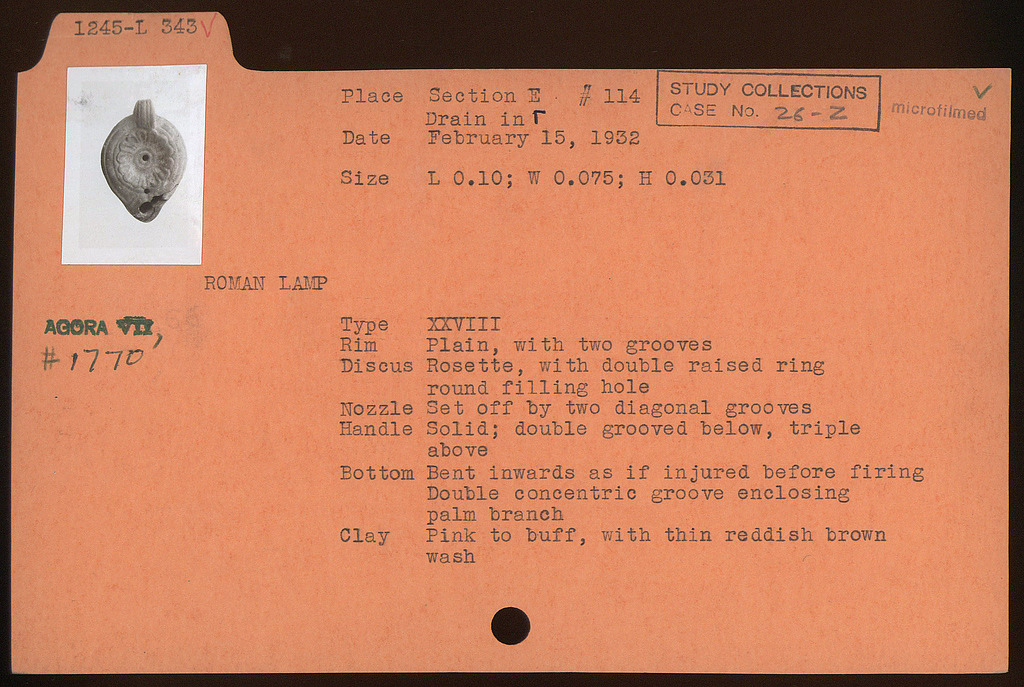 1245-L 343 √
Place Section E # 114
Drain in Γ
Date February 15, 1932
Size L 0.10; W 0.075; H 0.031
STUDY COLLECTIONS
CASE No. 26-Z
✓
microfilmed
ROMAN LAMP
AGORA VII,
# 1770
Type XXVIII
Rim Plain, with two grooves
Discus Rosette, with double raised ring
round filling hole
Nozzle Set off by two diagonal grooves
Handle Solid; double grooved below, triple
above
Bottom Bent inwards as if injured before firing
Double concentric groove enclosing
palm branch
Clay Pink to buff, with thin reddish brown
wash